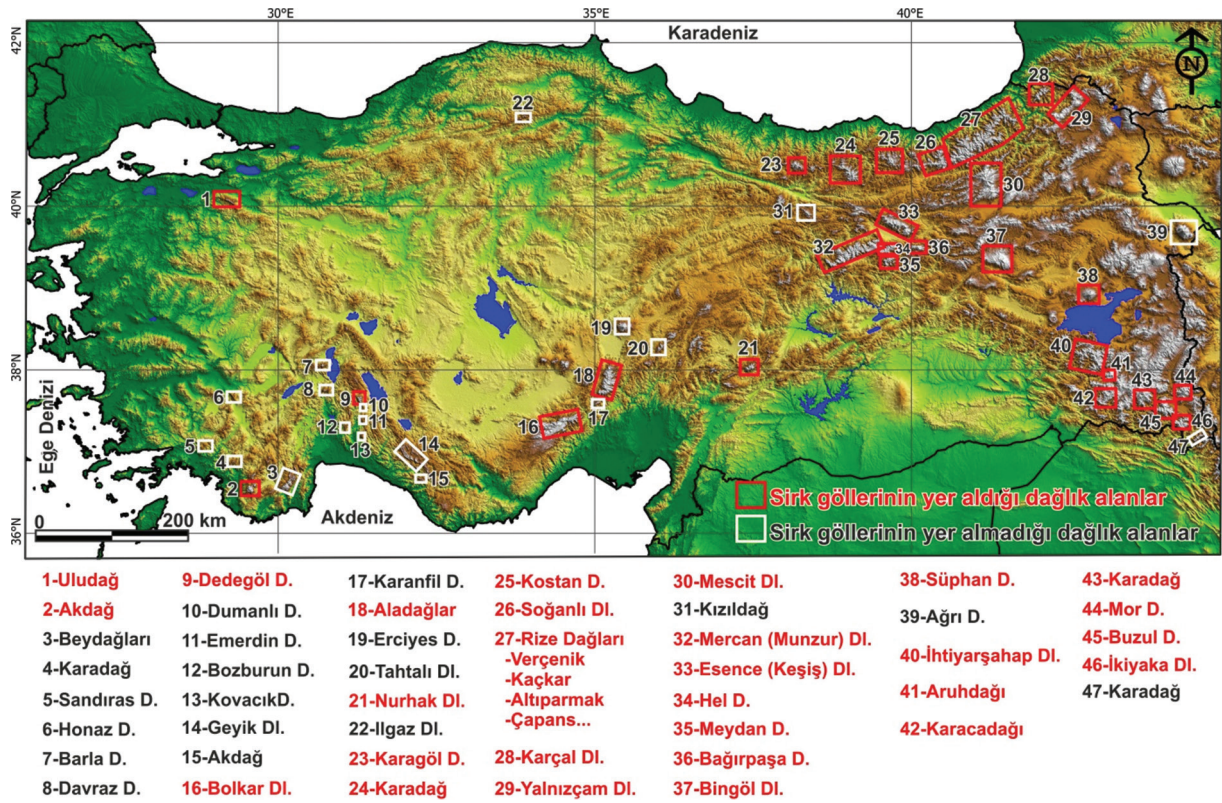 30°E
35°E
40°E
42°N
40°N
38°N
36°N
Karadeniz
N
Ege Denizi
Akdeniz
0
200 km
1
2
3
4
5
6
7
8
9
10
11
12
13
14
15
16
17
18
19
20
21
22
23
24
25
26
27
28
29
30
31
32
33
34
35
36
37
38
39
40
41
42
43
44
45
46
47
Sirk göllerinin yer aldığı dağlık alanlar
Sirk göllerinin yer almadığı dağlık alanlar
1-Uludağ
2-Akdağ
3-Beydağları
4-Karadağ
5-Sandıras D.
6-Honaz D.
7-Barla D.
8-Davraz D.
9-Dedegöl D.
10-Dumanlı D.
11-Emerdin D.
12-Bozburun D.
13-KovacıkD.
14-Geyik Dl.
15-Akdağ
16-Bolkar Dl.
17-Karanfil D.
18-Aladağlar
19-Erciyes D.
20-Tahtalı Dl.
21-Nurhak Dl.
22-Ilgaz Dl.
23-Karagöl D.
24-Karadağ
25-Kostan D.
26-Soğanlı Dl.
27-Rize Dağları
-Verçenik
-Kaçkar
-Altıparmak
-Çapans...
28-Karçal Dl.
29-Yalnızçam Dl.
30-Mescit Dl.
31-Kızıldağ
32-Mercan (Munzur) Dl.
33-Esence (Keşiş) Dl.
34-Hel D.
35-Meydan D.
36-Bağırpaşa D.
37-Bingöl Dl.
38-Süphan D.
39-Ağrı D.
40-İhtiyarşahap Dl.
41-Aruhdağı
42-Karacadağı
43-Karadağ
44-Mor D.
45-Buzul D.
46-İkiyaka Dl.
47-Karadağ